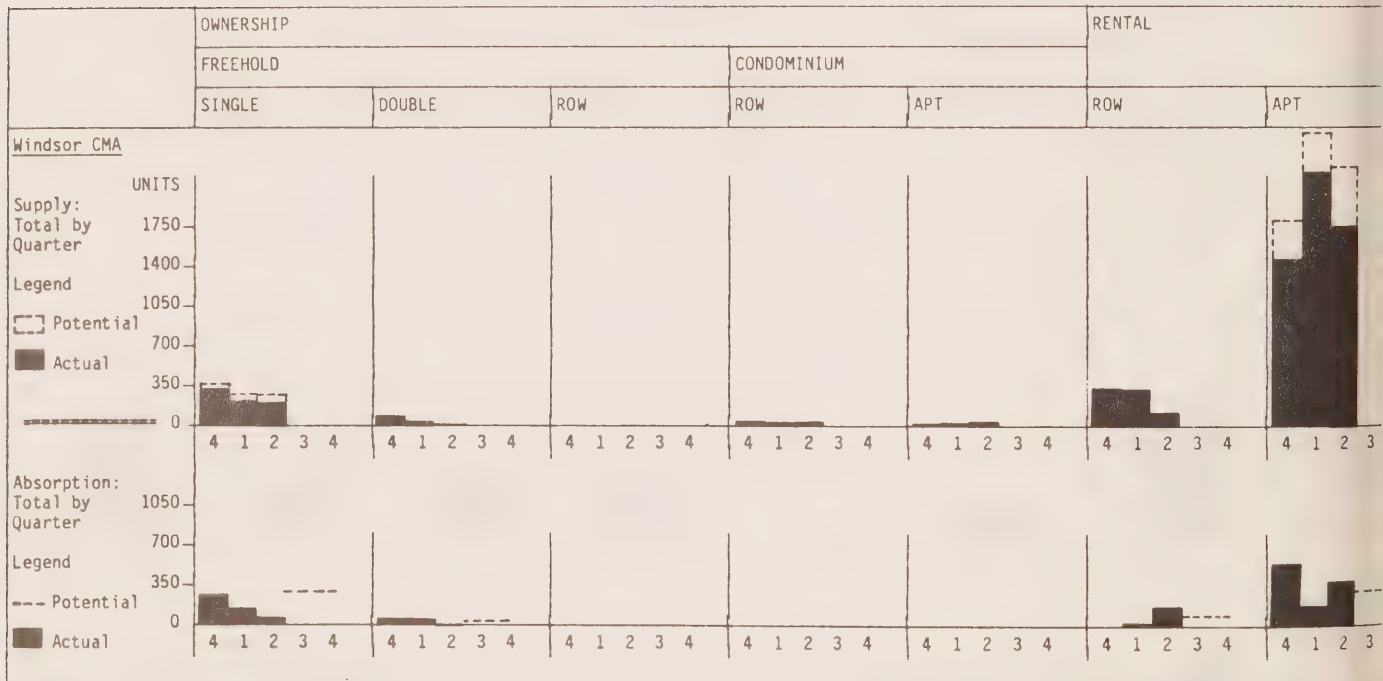 OWNERSHIP RENTAL
FREEHOLD CONDOMINIUM
SINGLE DOUBLE ROW ROW APT ROW APT
Windsor CMA
UNITS
Supply:
Total by 1750
Quarter
1400
Legend
1050
Potential
700
Actual
350
0
4 1 2 3 4 4 1 2 3 4 4 1 2 3 4 4 1 2 3 4 4 1 2 3 4 4 1 2 3 4 4 1 2 3
Absorption:
Total by 1050
Quarter
700
Legend
350
Potential
0
Actual 4 1 2 3 4 4 1 2 3 4 4 1 2 3 4 4 1 2 3 4 4 1 2 3 4 4 1 2 3 4 4 1 2 3